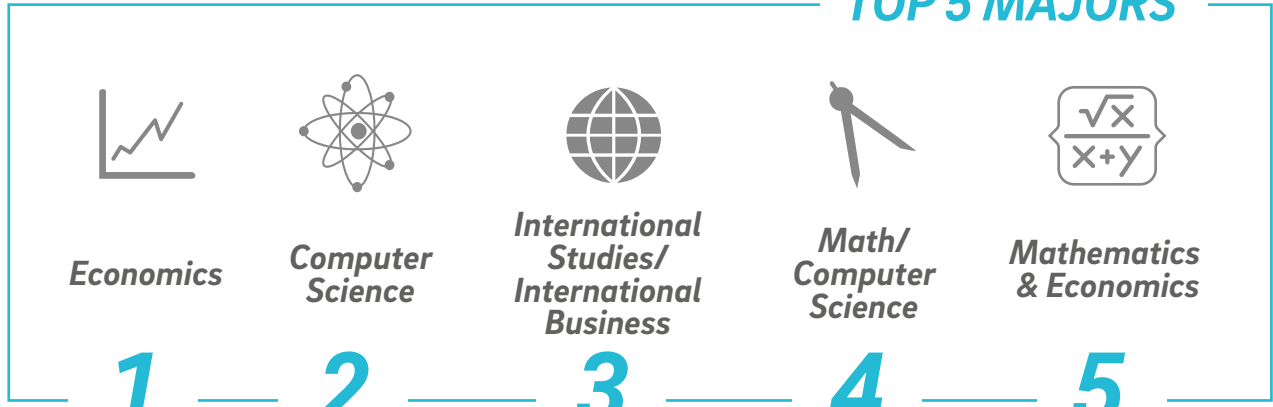 TOP 5 MAJORS
√x
x+y
Economics
Computer
Science
International
Studies/
International
Business
Math/
Computer
Science
Mathematics
& Economics
1 2 3 4 5